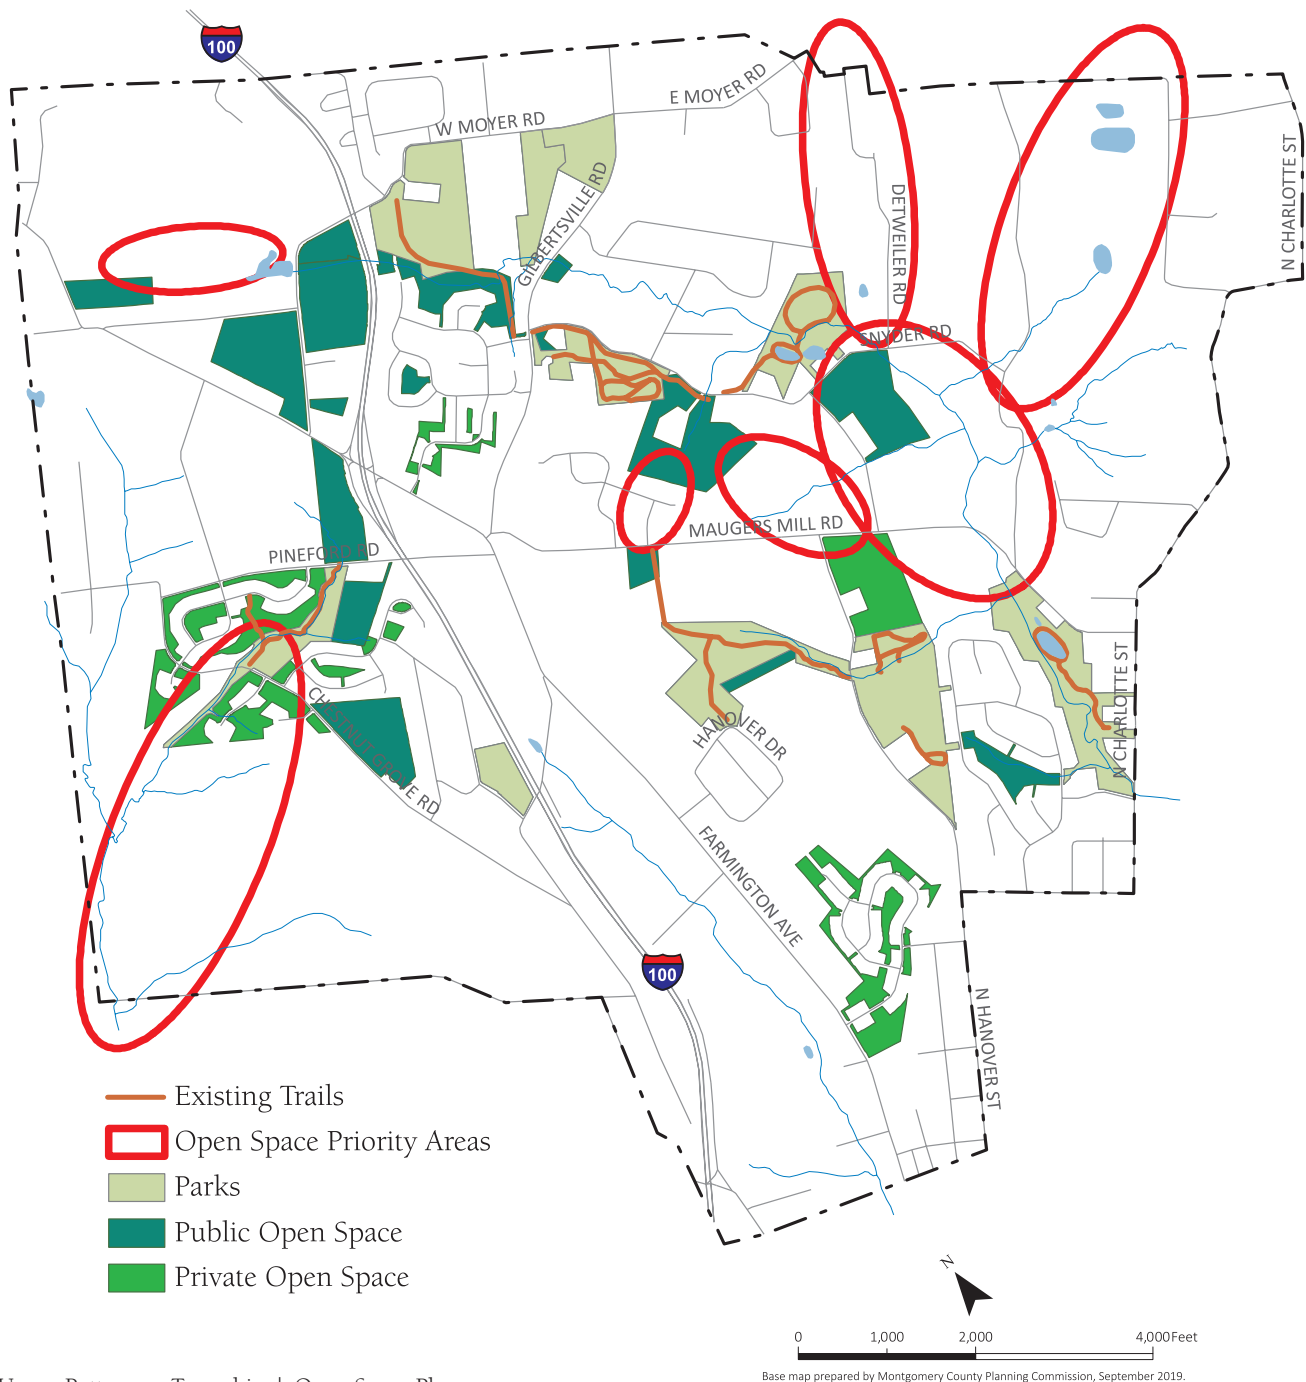 100
E MOYER RD
W MOYER RD
N CHARLOTTE ST
GILBERTSVILLE RD
DETWEILER RD
SNYDER RD
MAUGERS MILL RD
PINEFORD RD
N CHARLOTTE ST
CHESTNUT GROVE RD
HANOVER DR
FARMINGTON AVE
100
N HANOVER ST
Existing Trails
Open Space Priority Areas
Parks
Public Open Space
Private Open Space
N
0 1,000 2,000 4,000 Feet
Base map prepared by Montgomery County Planning Commission, September 2019.